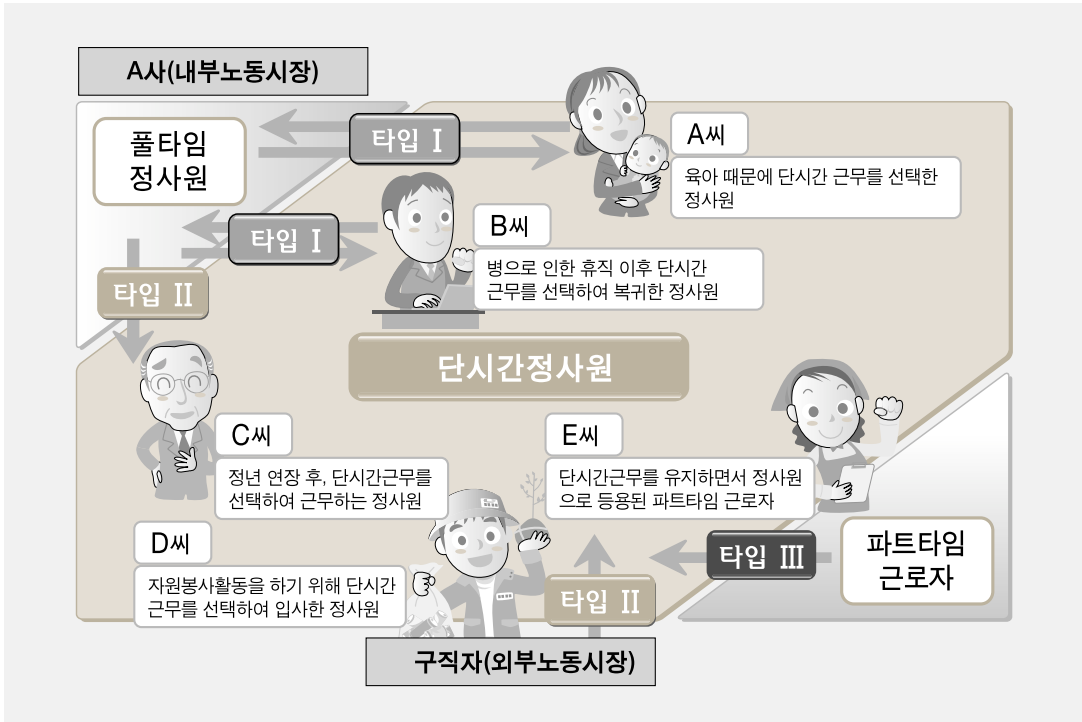 A사(내부노동시장)
풀타임
정사원
타입 Ⅰ
A씨
육아 때문에 단시간 근무를 선택한
정사원
타입 Ⅰ
B씨
병으로 인한 휴직 이후 단시간
근무를 선택하여 복귀한 정사원
타입 Ⅱ
단시간정사원
C씨
정년 연장 후, 단시간근무를
선택하여 근무하는 정사원
E씨
단시간근무를 유지하면서 정사원
으로 등용된 파트타임 근로자
D씨
자원봉사활동을 하기 위해 단시간
근무를 선택하여 입사한 정사원
타입 Ⅲ
파트타임
근로자
타입 Ⅱ
구직자(외부노동시장)